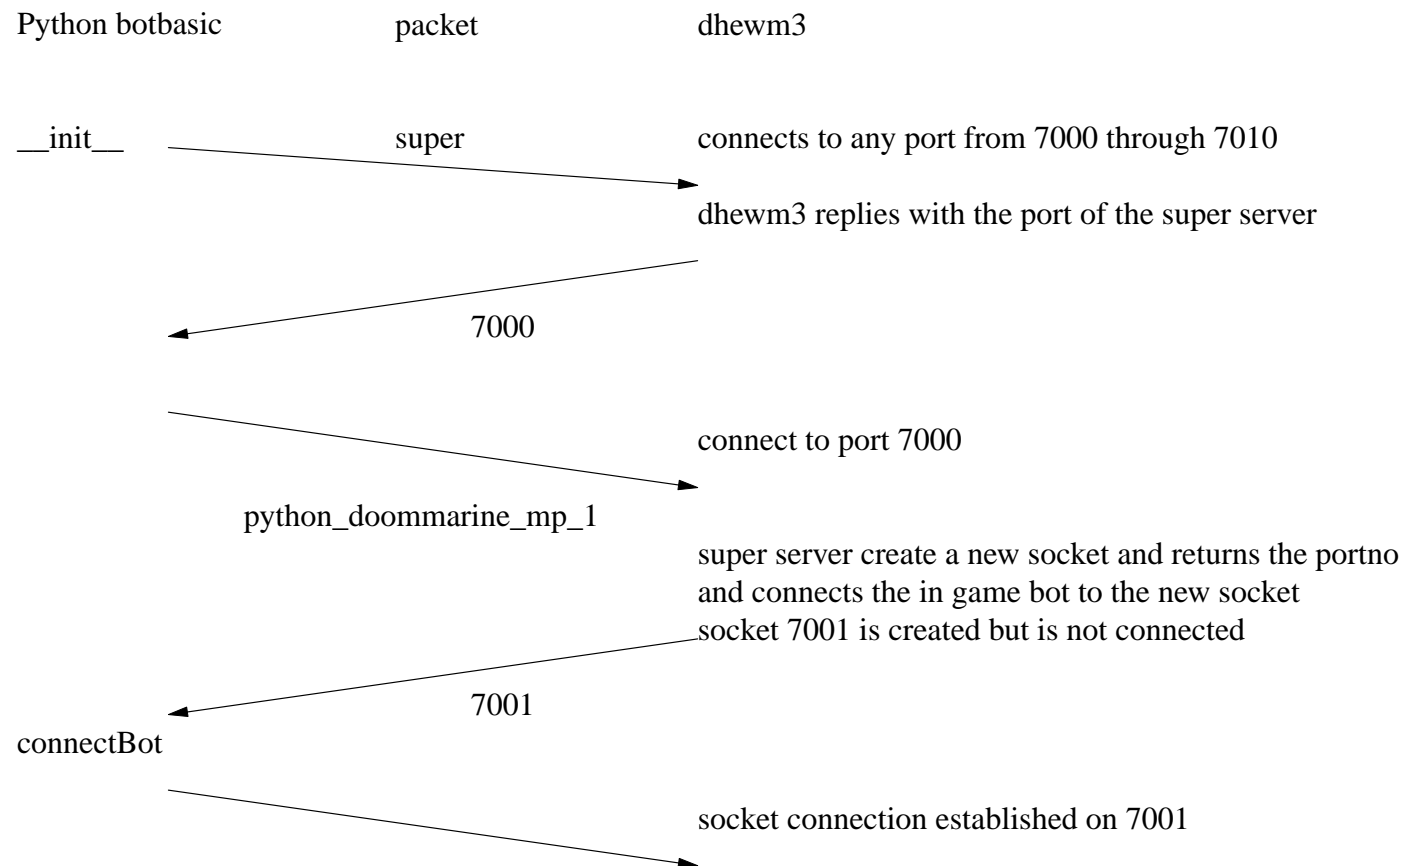 Python botbasic packet dhewm3
__init__ super connects to any port from 7000 through 7010
dhewm3 replies with the port of the super server
7000
connect to port 7000
python_doommarine_mp_1
super server create a new socket and returns the portno
and connects the in game bot to the new socket
socket 7001 is created but is not connected
7001
connectBot
socket connection established on 7001